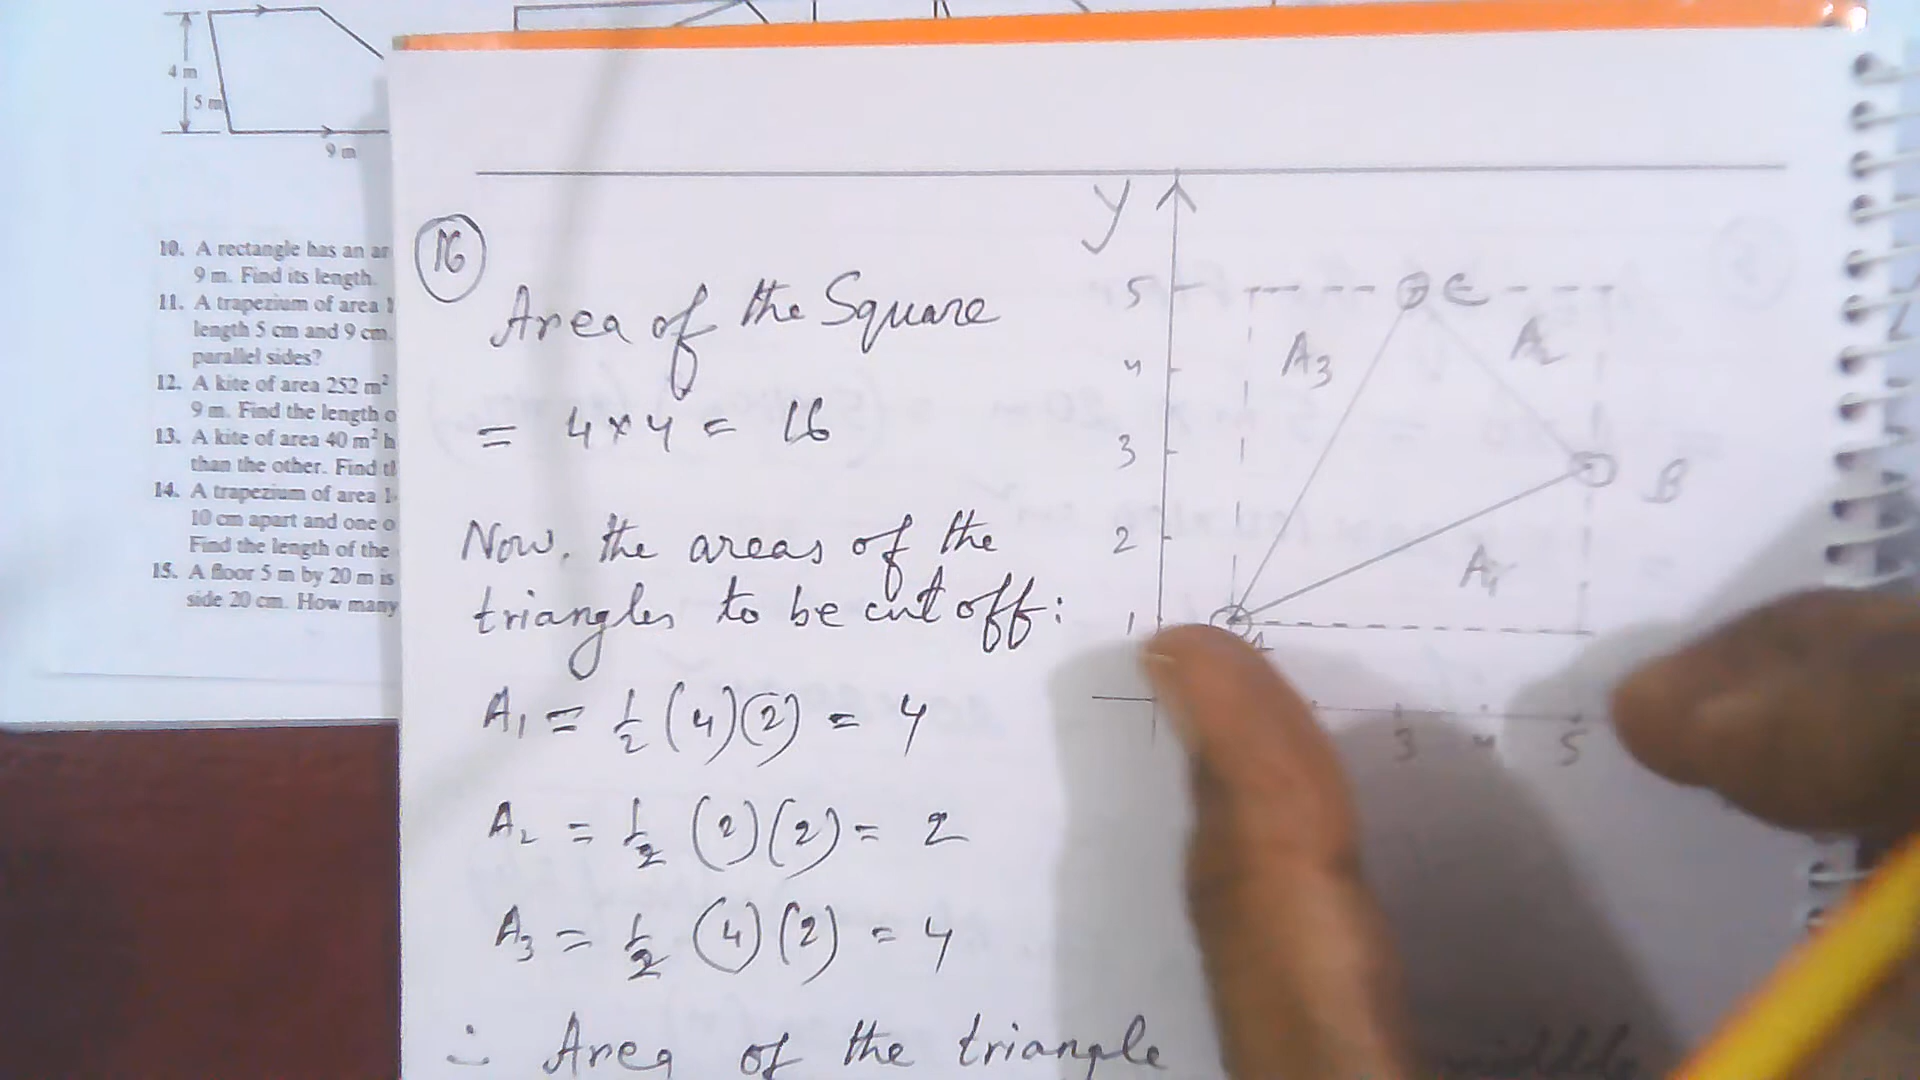 4 m
5 m
9 m
10. A rectangle has an ar
9 m. Find its length.
11. A trapezium of area 1
length 5 cm and 9 cm.
parallel sides?
12. A kite of area 252 m²
9 m. Find the length o
13. A kite of area 40 m² h
than the other. Find th
14. A trapezium of area 1
10 cm apart and one o
Find the length of the
15. A floor 5 m by 20 m is
side 20 cm. How many
16
Area of the Square
= 4 × 4 = 16
Now, the areas of the
triangles to be cut off:
A₁ = 1/2 (4)(2) = 4
A₂ = 1/2 (2)(2) = 2
A₃ = 1/2 (4)(2) = 4
∴ Area of the triangle
y
5 C
A₃ A₂
4
3 B
2
A₁
1 A
3 4 5